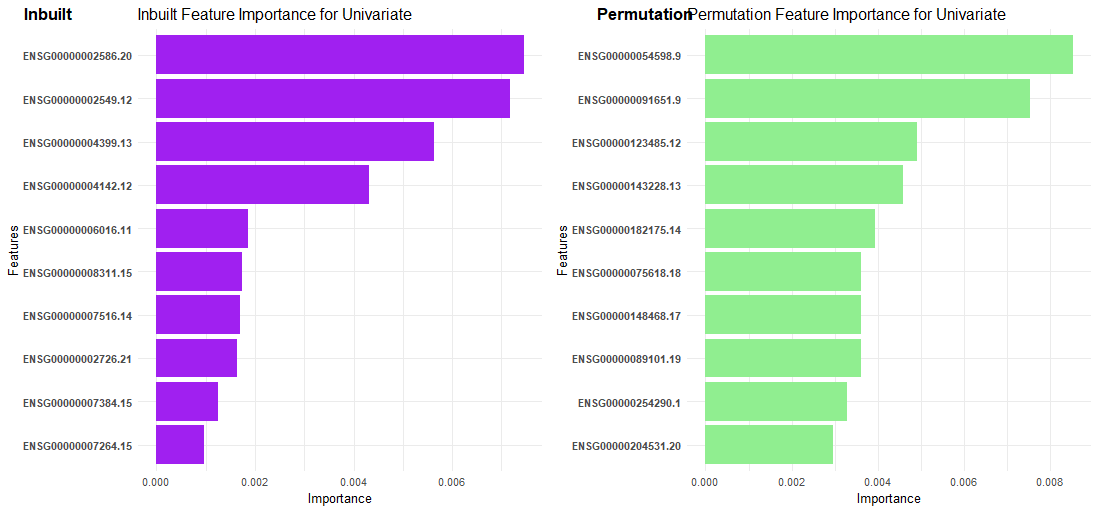 Inbuilt
Inbuilt Feature Importance for Univariate
Features
ENSG00000002586.20
ENSG00000002549.12
ENSG00000004399.13
ENSG00000004142.12
ENSG00000006016.11
ENSG00000008311.15
ENSG00000007516.14
ENSG00000002726.21
ENSG00000007384.15
ENSG00000007264.15
0.000 0.002 0.004 0.006
Importance
Permutation
Permutation Feature Importance for Univariate
Features
ENSG00000054598.9
ENSG00000091651.9
ENSG00000123485.12
ENSG00000143228.13
ENSG00000182175.14
ENSG00000075618.18
ENSG00000148468.17
ENSG00000089101.19
ENSG00000254290.1
ENSG00000204531.20
0.000 0.002 0.004 0.006 0.008
Importance